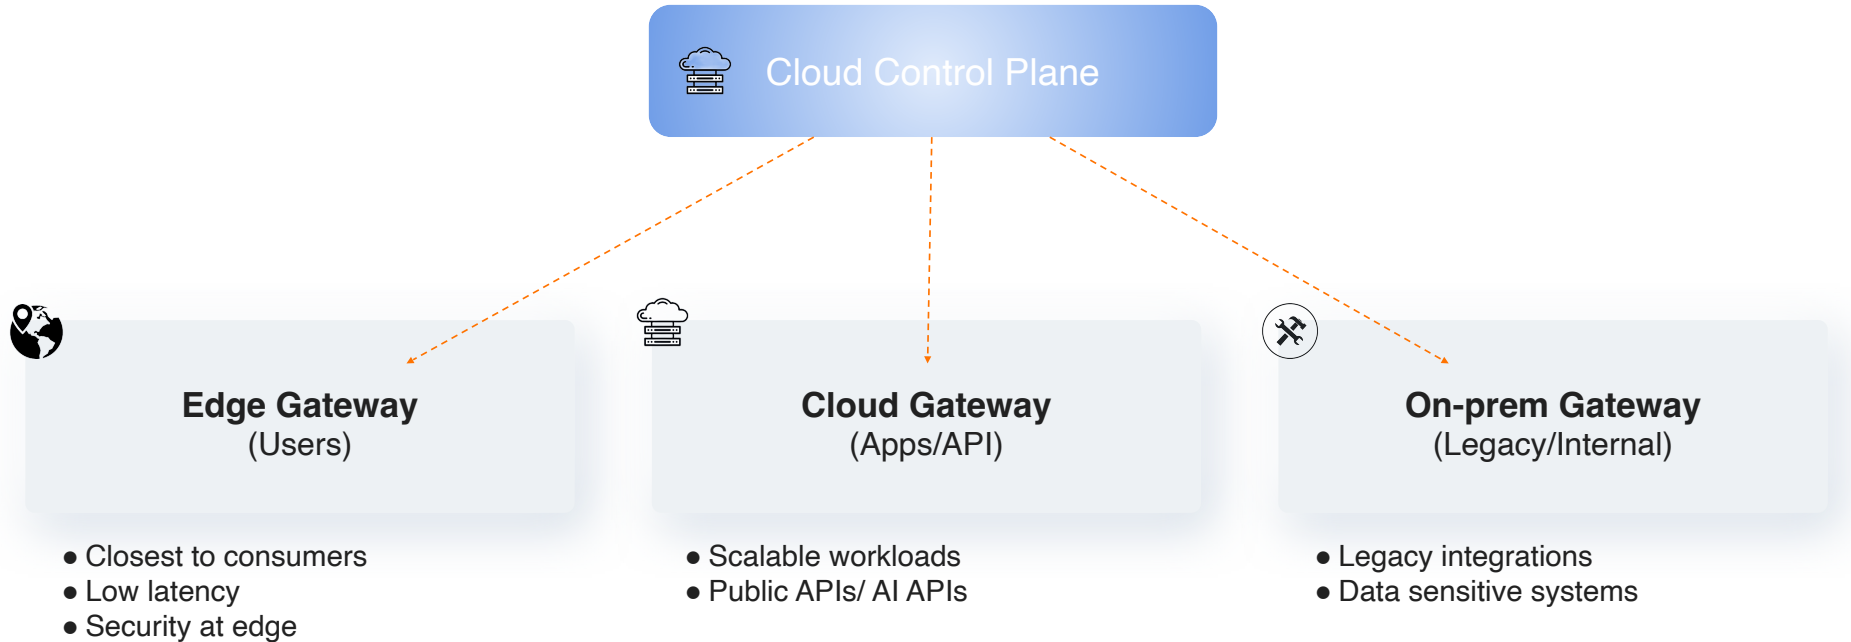 Cloud Control Plane
Edge Gateway
(Users)
● Closest to consumers
● Low latency
● Security at edge
Cloud Gateway
(Apps/API)
● Scalable workloads
● Public APIs/ AI APIs
On-prem Gateway
(Legacy/Internal)
● Legacy integrations
● Data sensitive systems